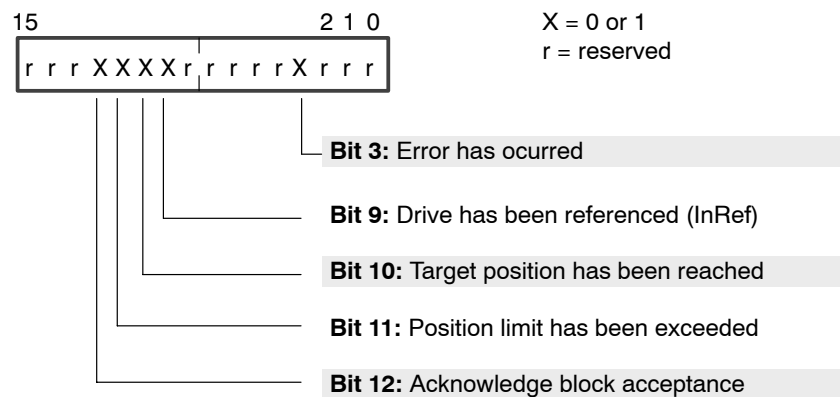 15 2 1 0 X = 0 or 1
r = reserved
r r r X X X X r r r r r X r r r
Bit 3: Error has ocurred
Bit 9: Drive has been referenced (InRef)
Bit 10: Target position has been reached
Bit 11: Position limit has been exceeded
Bit 12: Acknowledge block acceptance